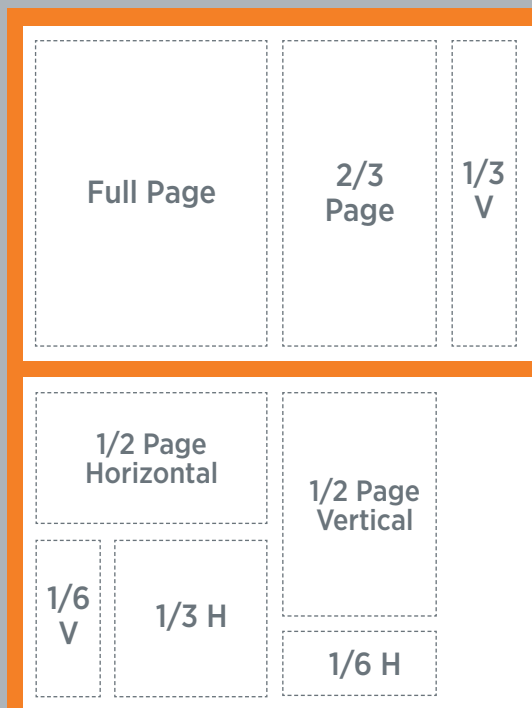 Full Page
2/3
Page
1/3
V
1/2 Page
Horizontal
1/2 Page
Vertical
1/6
V
1/3 H
1/6 H